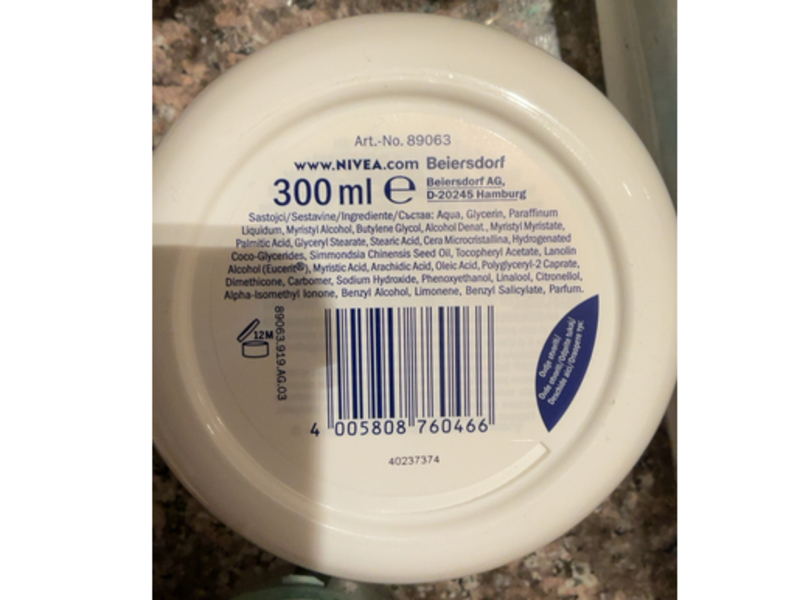 Art.-No. 89063
www.NIVEA.com Beiersdorf
300 ml e Beiersdorf AG,
D-20245 Hamburg
Sastojci/Sestavine/Ingrediente/Състав: Aqua, Glycerin, Paraffinum
Liquidum, Myristyl Alcohol, Butylene Glycol, Alcohol Denat., Myristyl Myristate,
Palmitic Acid, Glyceryl Stearate, Stearic Acid, Cera Microcristallina, Hydrogenated
Coco-Glycerides, Simmondsia Chinensis Seed Oil, Tocopheryl Acetate, Lanolin
Alcohol (Eucerit®), Myristic Acid, Arachidic Acid, Oleic Acid, Polyglyceryl-2 Caprate,
Dimethicone, Carbomer, Sodium Hydroxide, Phenoxyethanol, Linalool, Citronellol,
Alpha-Isomethyl Ionone, Benzyl Alcohol, Limonene, Benzyl Salicylate, Parfum.
12M
89063.919.AG.03
Deschide aici/
4 005808 760466
40237374